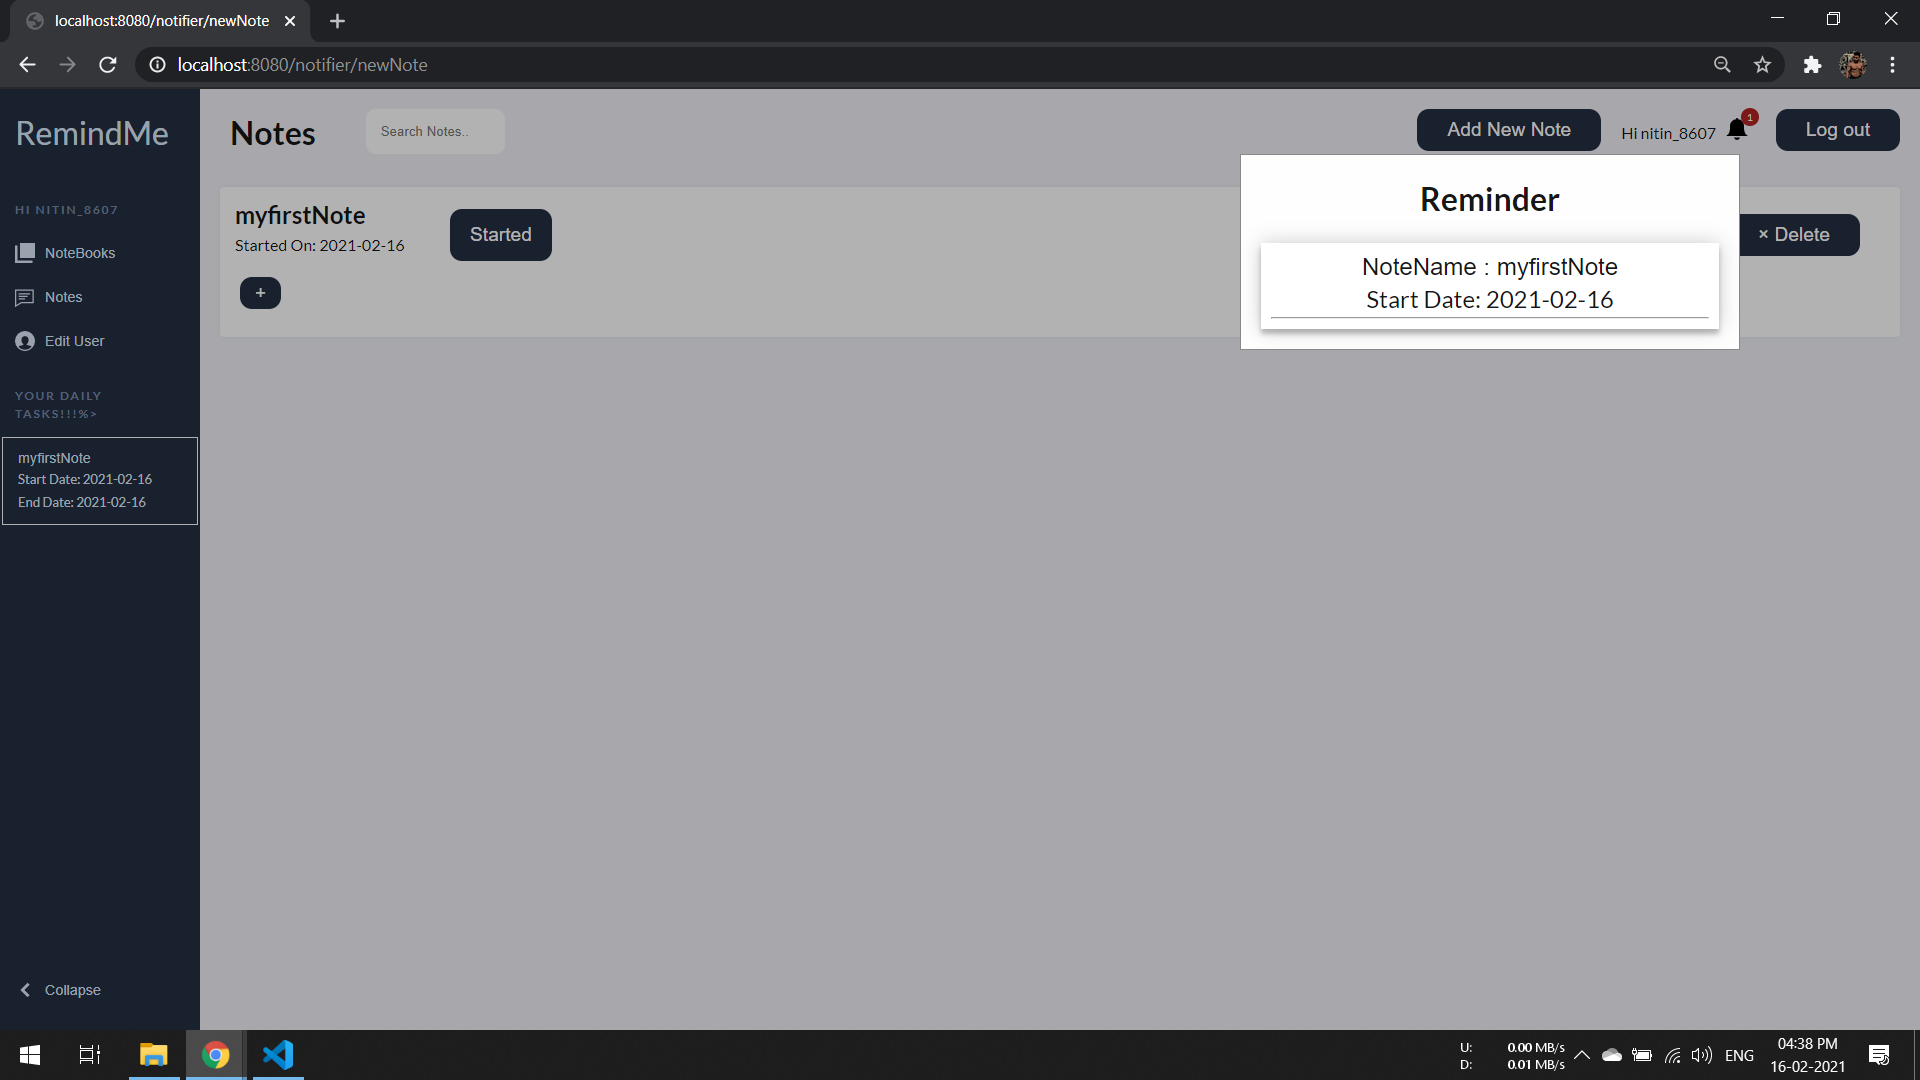 localhost:8080/notifier/newNote
localhost:8080/notifier/newNote
RemindMe
HI NITIN_8607
NoteBooks
Notes
Edit User
YOUR DAILY
TASKS!!!%>
myfirstNote
Start Date: 2021-02-16
End Date: 2021-02-16
Collapse
Notes
Search Notes..
Add New Note
Hi nitin_8607
1
Log out
myfirstNote
Started On: 2021-02-16
Started
+
× Delete
Reminder
NoteName : myfirstNote
Start Date: 2021-02-16
U: 0.00 MB/s
D: 0.01 MB/s
ENG
04:38 PM
16-02-2021